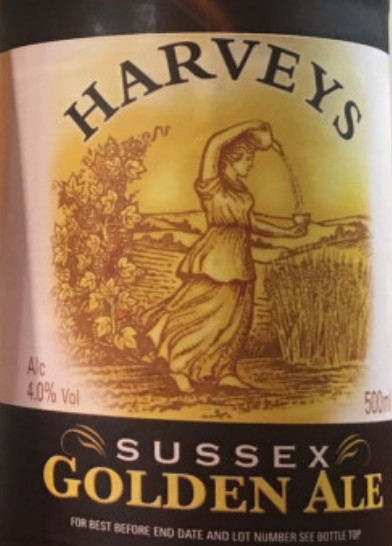 HARVEYS
Alc
4.0% Vol
500ml
SUSSEX
GOLDEN ALE
FOR BEST BEFORE END DATE AND LOT NUMBER SEE BOTTLE TOP